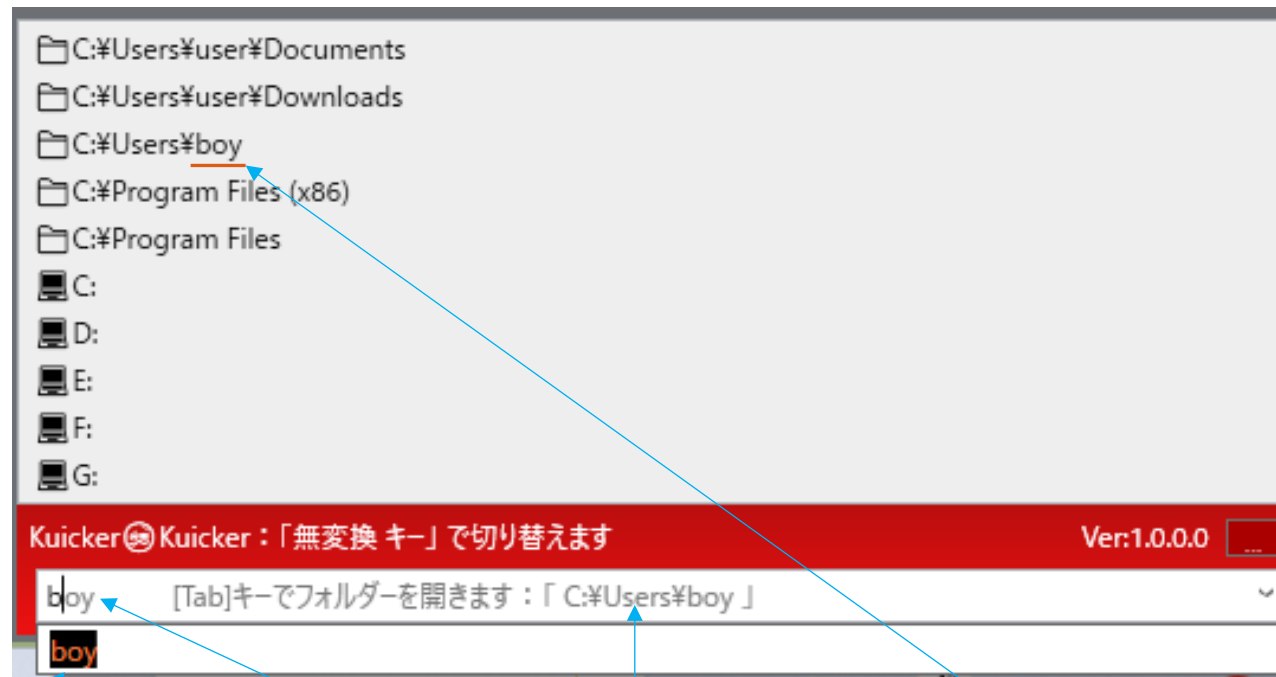 C:¥Users¥user¥Documents
C:¥Users¥user¥Downloads
C:¥Users¥boy
C:¥Program Files (x86)
C:¥Program Files
C:
D:
E:
F:
G:
Kuicker Kuicker：「無変換 キー」で切り替えます Ver:1.0.0.0 ...
boy [Tab]キーでフォルダーを開きます：「 C:¥Users¥boy 」
boy